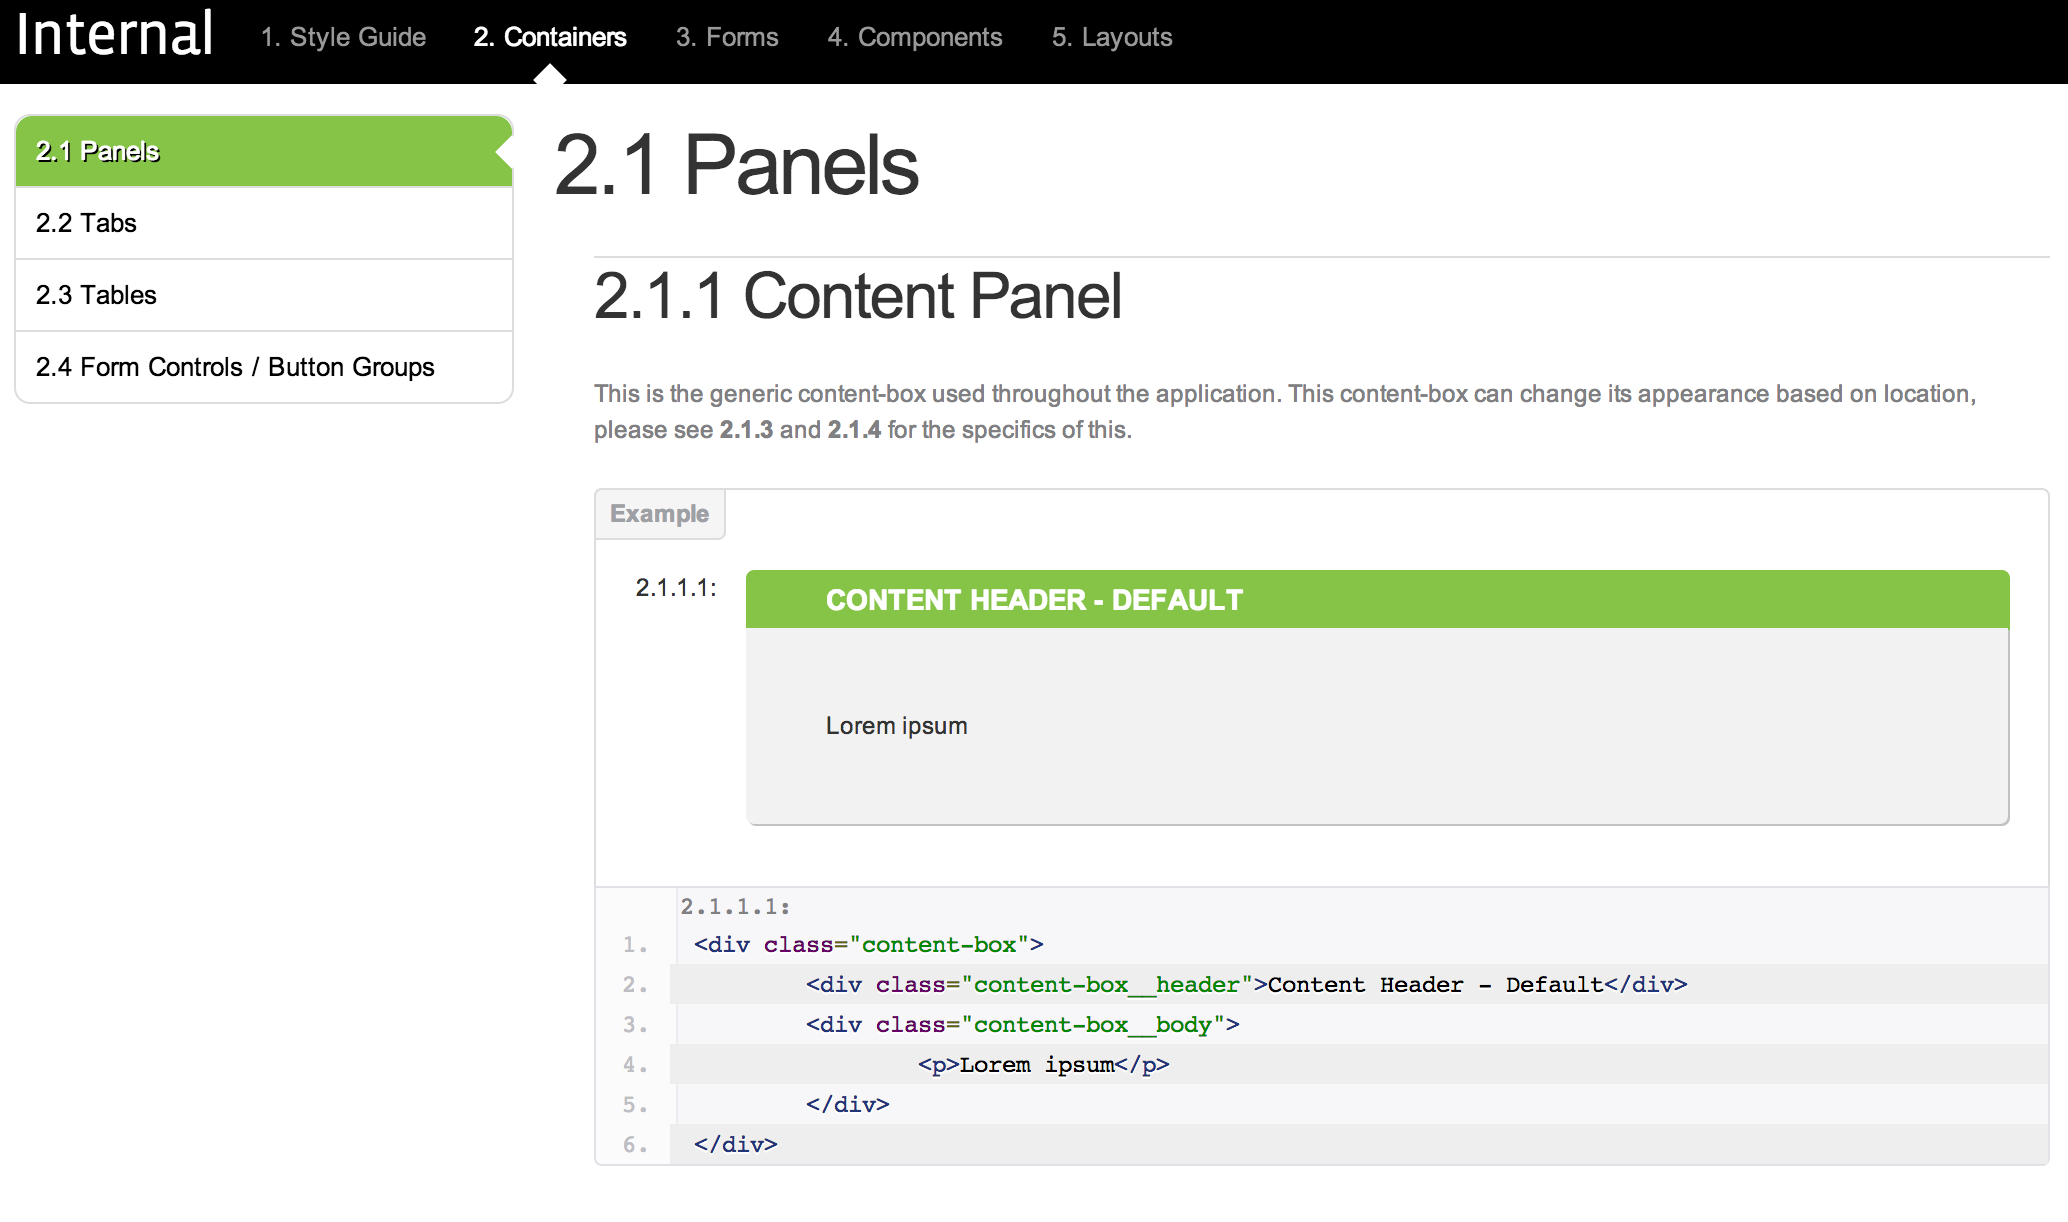 Internal 1. Style Guide 2. Containers 3. Forms 4. Components 5. Layouts
2.1 Panels
2.2 Tabs
2.3 Tables
2.4 Form Controls / Button Groups
2.1 Panels
2.1.1 Content Panel
This is the generic content-box used throughout the application. This content-box can change its appearance based on location,
please see 2.1.3 and 2.1.4 for the specifics of this.
Example
2.1.1.1:
CONTENT HEADER - DEFAULT
Lorem ipsum
2.1.1.1:
1. <div class="content-box">
2. <div class="content-box__header">Content Header - Default</div>
3. <div class="content-box__body">
4. <p>Lorem ipsum</p>
5. </div>
6. </div>